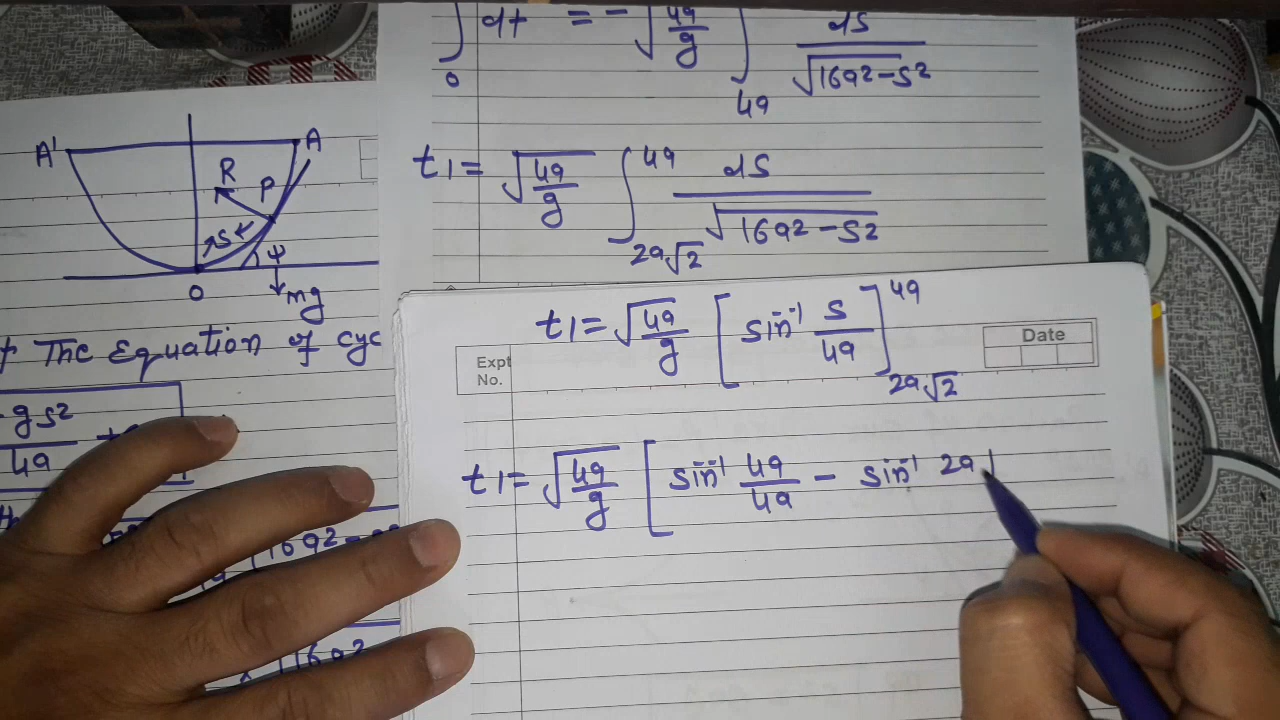 ∫₀ dt = - √(4a/g) ∫₄ₐ ds/√(16a²-s²)
t₁ = √(4a/g) ∫_{2a√2}^{4a} ds/√(16a²-s²)
A' A
R P
s ψ
O mg
The Equation of cyc
gs²/4a
t₁ = √(4a/g) [sin⁻¹ s/4a]_{2a√2}^{4a}
Expt No.
Date
t₁ = √(4a/g) [sin⁻¹ 4a/4a - sin⁻¹ 2a
16a²
16a²